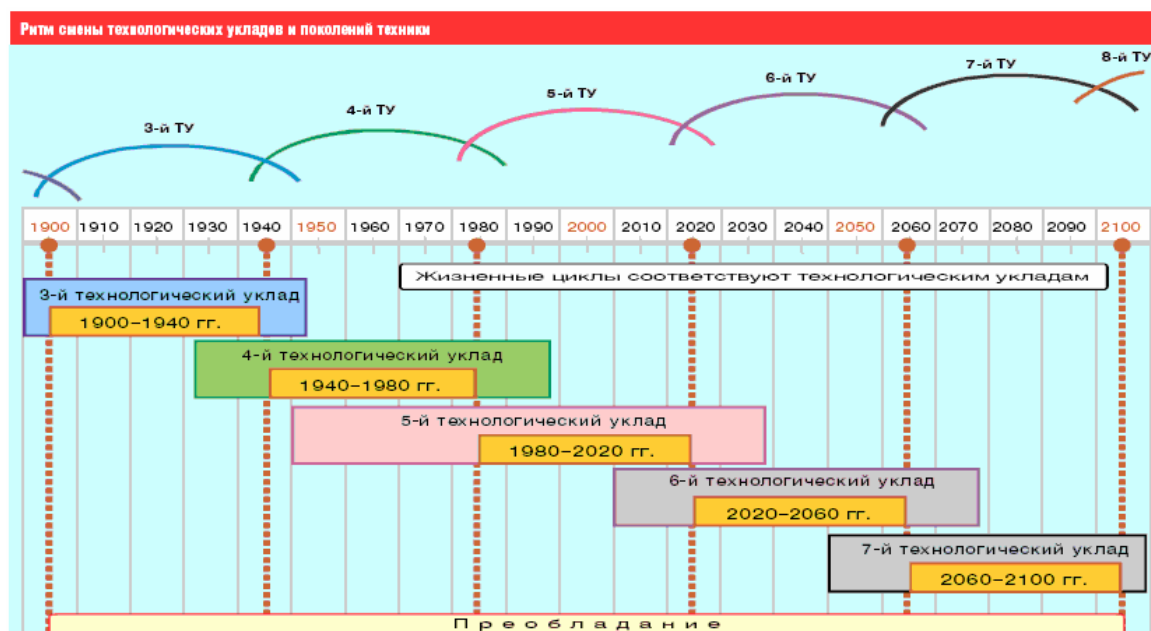 Ритм смены технологических укладов и поколений техники
8-й ТУ
7-й ТУ
6-й ТУ
5-й ТУ
4-й ТУ
3-й ТУ
1900 1910 1920 1930 1940 1950 1960 1970 1980 1990 2000 2010 2020 2030 2040 2050 2060 2070 2080 2090 2100
Жизненные циклы соответствуют технологическим укладам
3-й технологический уклад
1900–1940 гг.
4-й технологический уклад
1940–1980 гг.
5-й технологический уклад
1980–2020 гг.
6-й технологический уклад
2020–2060 гг.
7-й технологический уклад
2060–2100 гг.
Преобладание